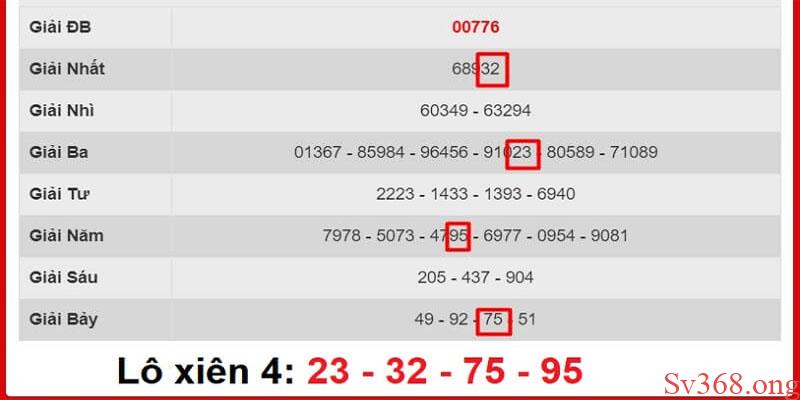 Giải ĐB 00776
Giải Nhất 68932
Giải Nhì 60349 - 63294
Giải Ba 01367 - 85984 - 96456 - 91023 - 80589 - 71089
Giải Tư 2223 - 1433 - 1393 - 6940
Giải Năm 7978 - 5073 - 4795 - 6977 - 0954 - 9081
Giải Sáu 205 - 437 - 904
Giải Bảy 49 - 92 - 75 - 51
Lô xiên 4: 23 - 32 - 75 - 95
Sv368.ong